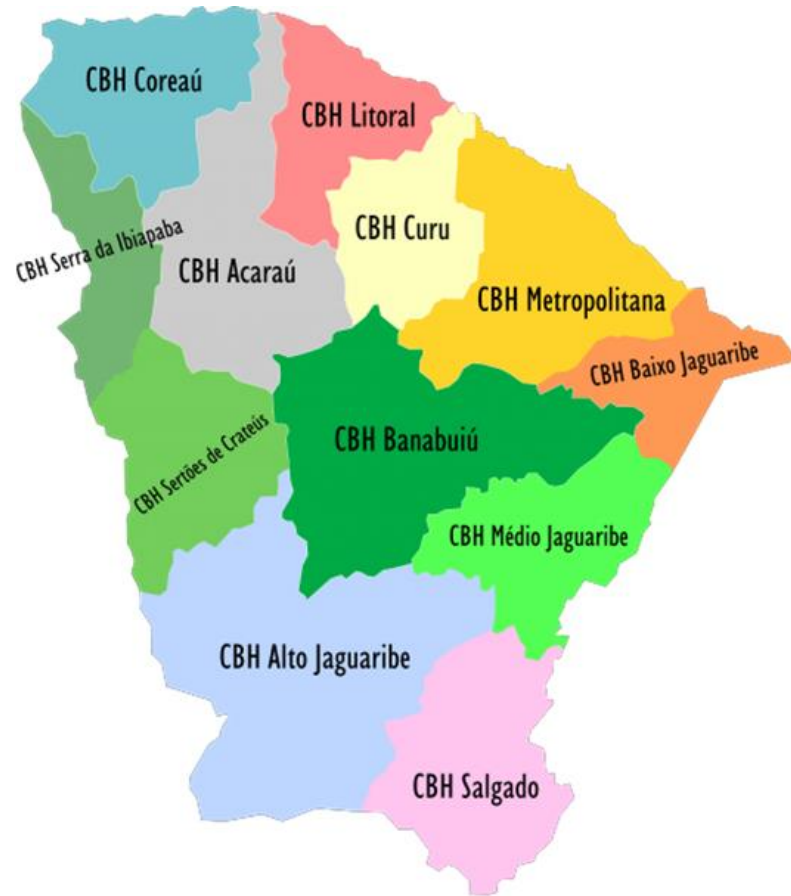 CBH Coreaú
CBH Litoral
CBH Serra da Ibiapaba
CBH Acaraú
CBH Curu
CBH Metropolitana
CBH Baixo Jaguaribe
CBH Sertões de Crateús
CBH Banabuiú
CBH Médio Jaguaribe
CBH Alto Jaguaribe
CBH Salgado